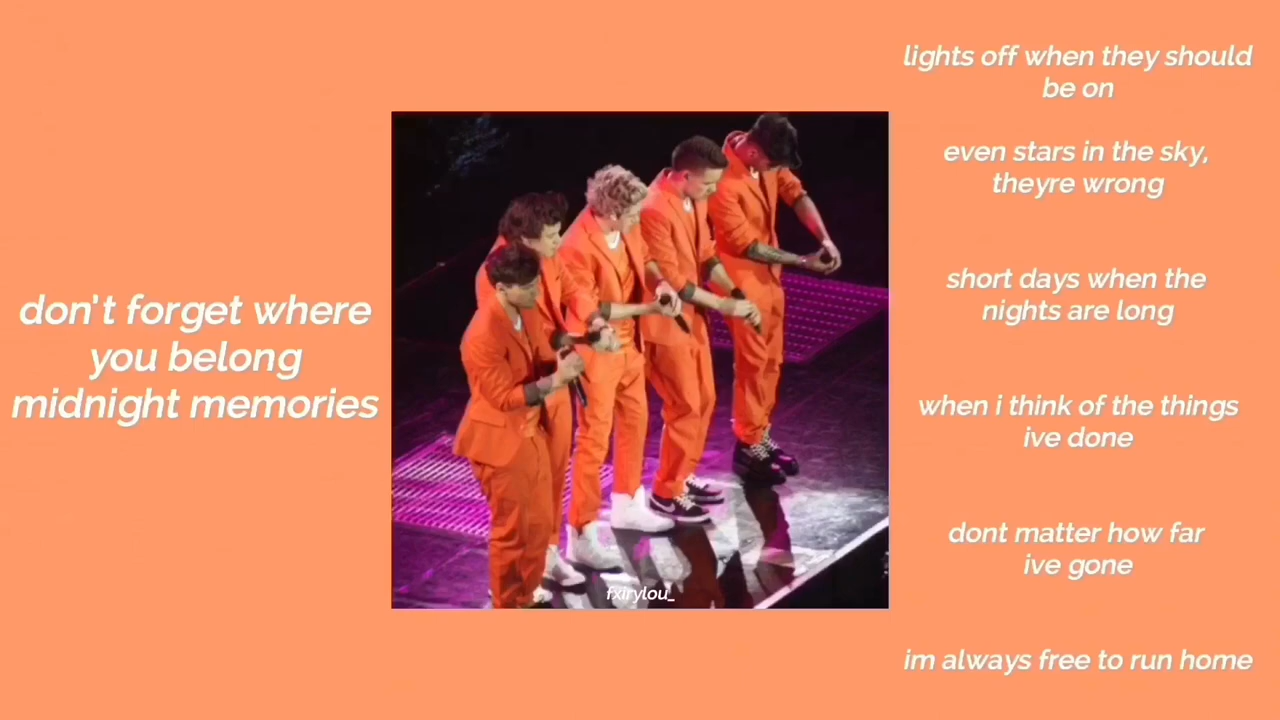 don't forget where
you belong
midnight memories
fxirylou_
lights off when they should
be on
even stars in the sky,
theyre wrong
short days when the
nights are long
when i think of the things
ive done
dont matter how far
ive gone
im always free to run home